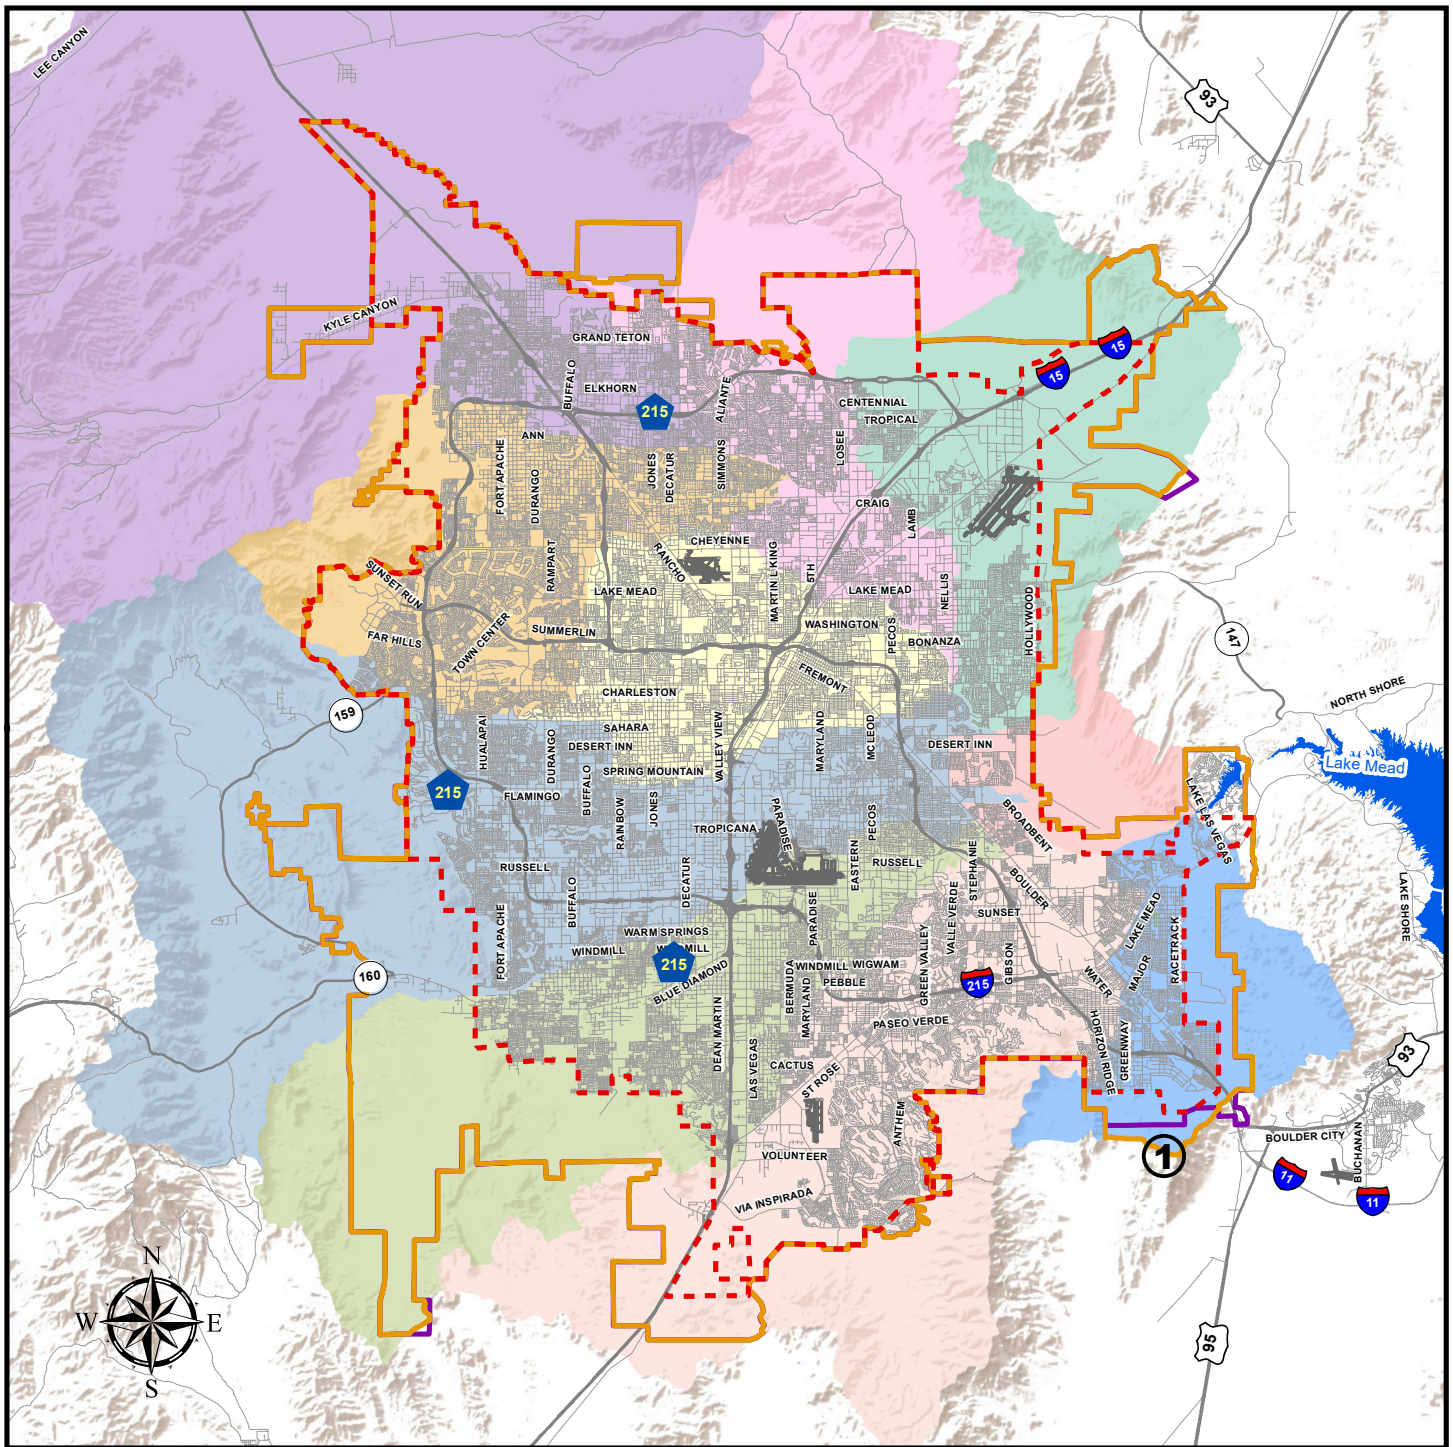 LEE CANYON
93
KYLE CANYON
GRAND TETON
BUFFALO
ELKHORN
215
ALIANTE
15
15
CENTENNIAL
TROPICAL
ANN
FORT APACHE
DURANGO
JONES
DECATUR
SIMMONS
LOSEE
CRAIG
LAMB
CHEYENNE
RANCHO
RAMPART
MARTIN L KING
5TH
LAKE MEAD
LAKE MEAD
NELLIS
HOLLYWOOD
SUNSET RUN
FAR HILLS
TOWN CENTER
SUMMERLIN
WASHINGTON
PECOS
BONANZA
FREMONT
147
NORTH SHORE
Lake Mead
CHARLESTON
159
SAHARA
DESERT INN
HUALAPAI
DURANGO
VALLEY VIEW
MARYLAND
MC LEOD
DESERT INN
SPRING MOUNTAIN
215
FLAMINGO
BUFFALO
RAINBOW
JONES
TROPICANA
PARADISE
PECOS
BROADBENT
LAKE LAS VEGAS
LAKE SHORE
RUSSELL
EASTERN
RUSSELL
STEPHANIE
BOULDER
DECATUR
BUFFALO
FORT APACHE
WARM SPRINGS
WINDMILL
WINDMILL
215
BLUE DIAMOND
PARADISE
VALLE VERDE
SUNSET
GREEN VALLEY
GIBSON
LAKE MEAD
RACETRACK
MAJOR
WATER
160
BERMUDA
MARYLAND
WINDMILL
WIGWAM
PEBBLE
215
PASEO VERDE
HORIZON RIDGE
GREENWAY
DEAN MARTIN
LAS VEGAS
CACTUS
ST ROSE
ANTHEM
93
BOULDER CITY
BUCHANAN
1
VOLUNTEER
VIA INSPIRADA
11
11
95
N
W
E
S